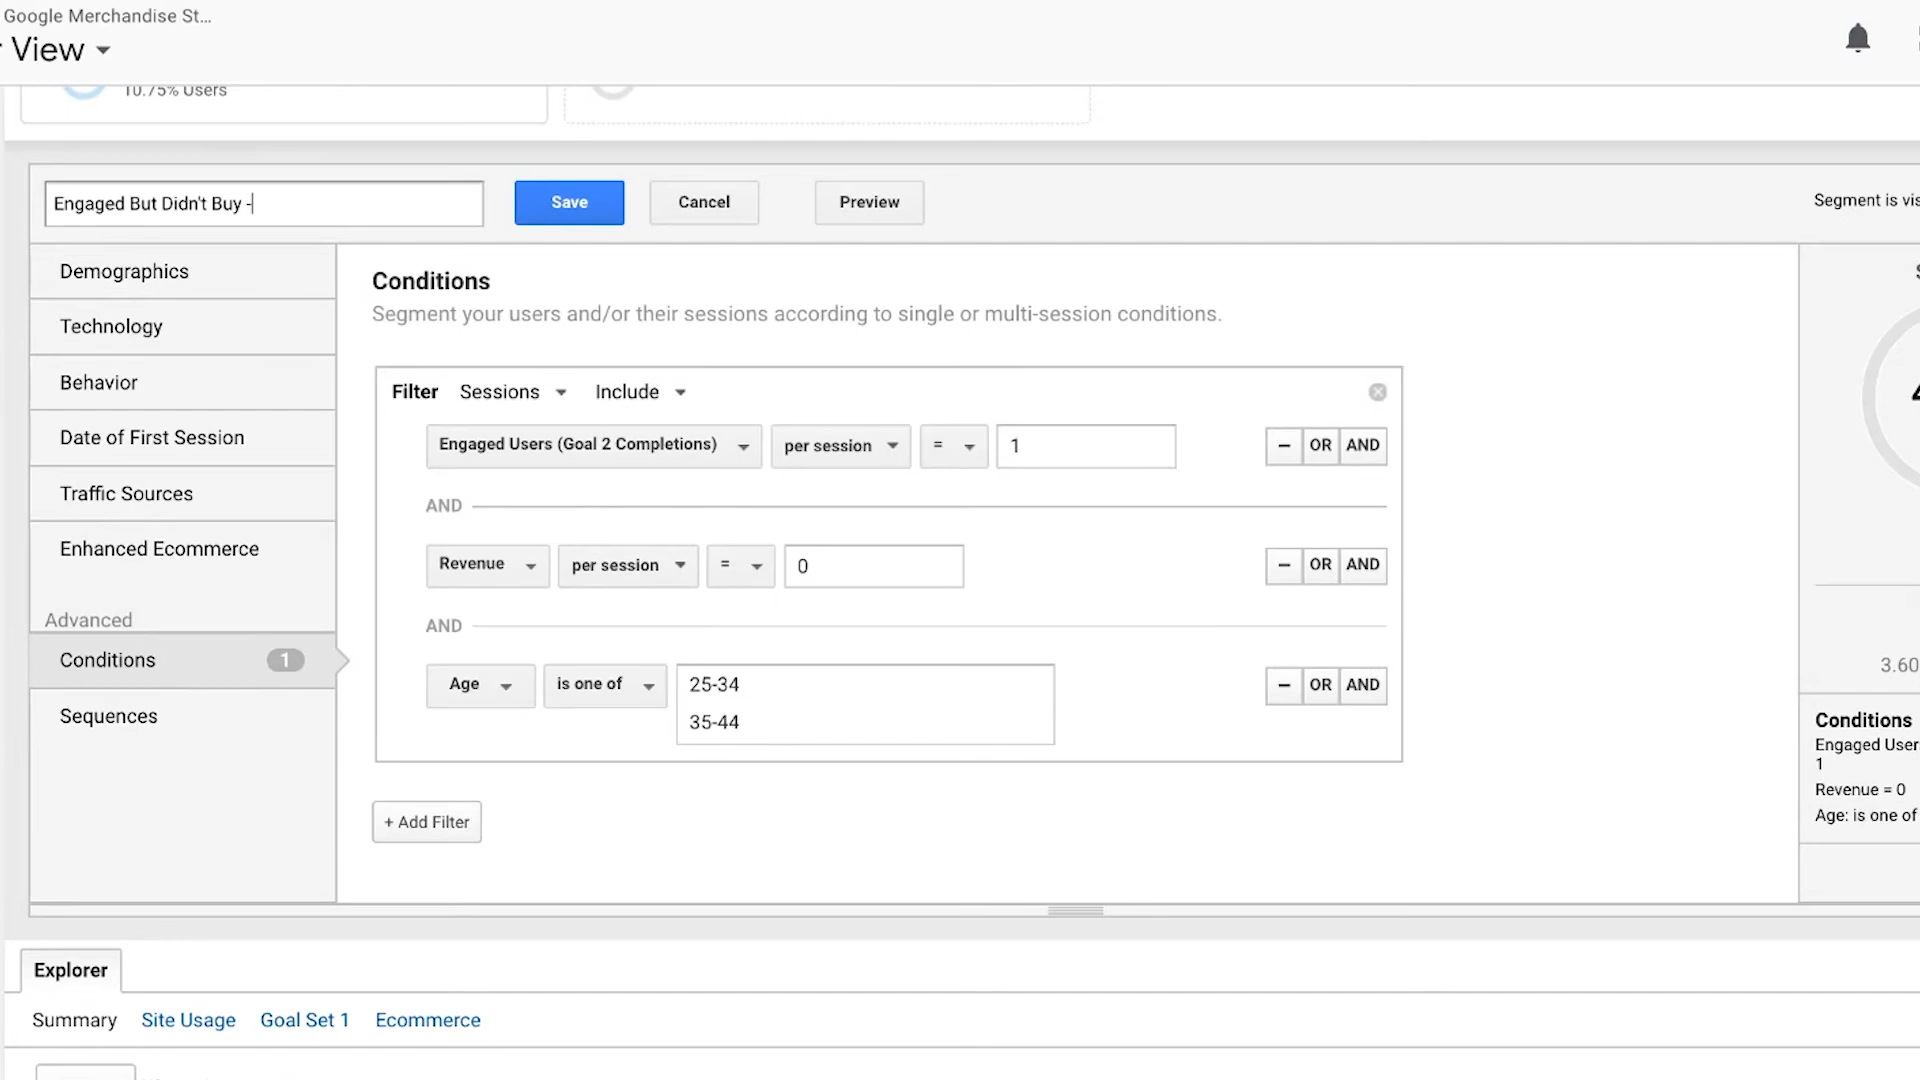 Google Merchandise St...
View
10.75% Users
Engaged But Didn't Buy -
Save
Cancel
Preview
Segment is
Demographics
Technology
Behavior
Date of First Session
Traffic Sources
Enhanced Ecommerce
Advanced
Conditions
1
Sequences
Conditions
Segment your users and/or their sessions according to single or multi-session conditions.
Filter Sessions Include
Engaged Users (Goal 2 Completions) per session = 1
- OR AND
AND
Revenue per session = 0
- OR AND
AND
Age is one of 25-34
35-44
- OR AND
+ Add Filter
3.60
Conditions
Engaged
1
Revenue = 0
Age: is one of
Explorer
Summary Site Usage Goal Set 1 Ecommerce